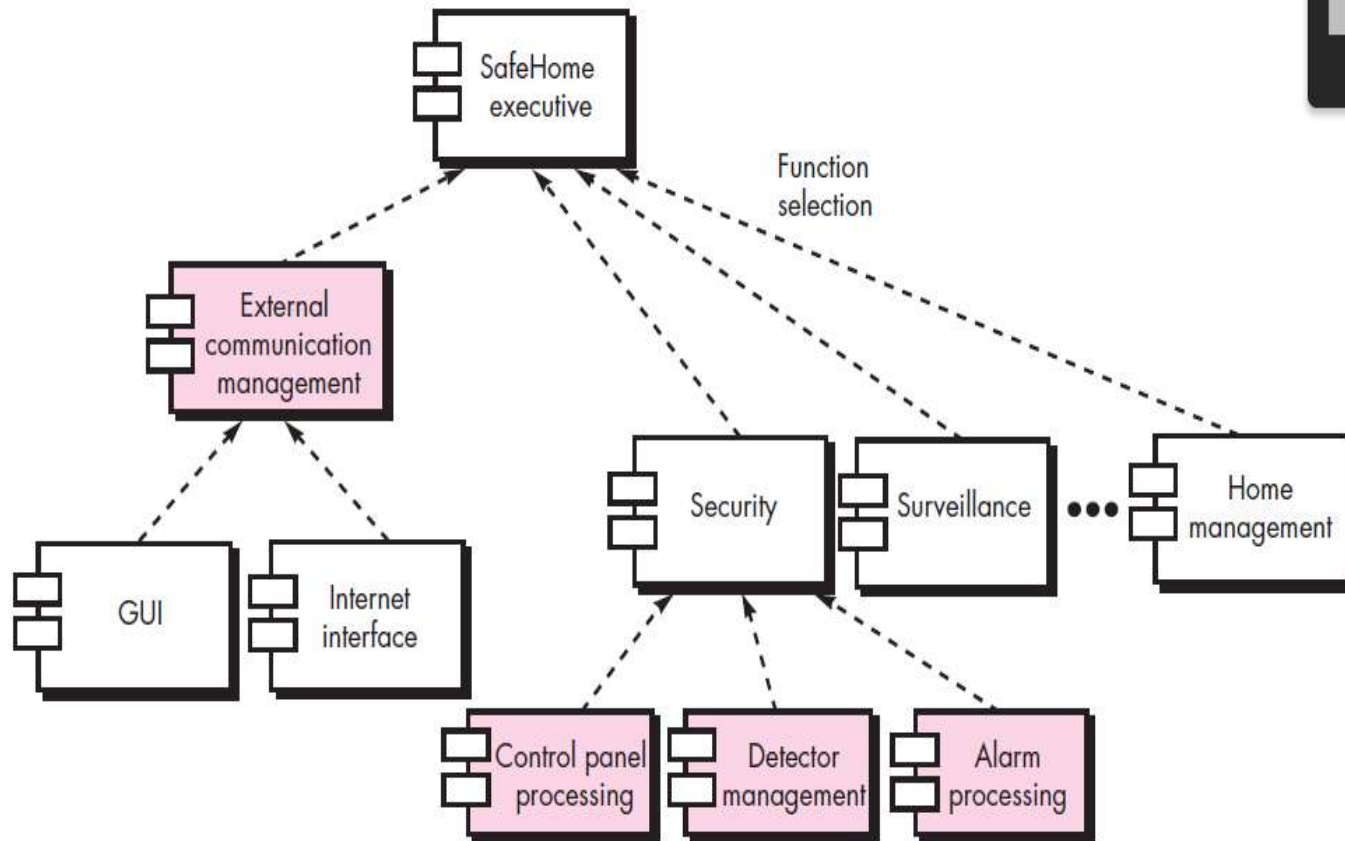 SafeHome
executive
Function
selection
External
communication
management
Security
Surveillance
Home
management
GUI
Internet
interface
Control panel
processing
Detector
management
Alarm
processing